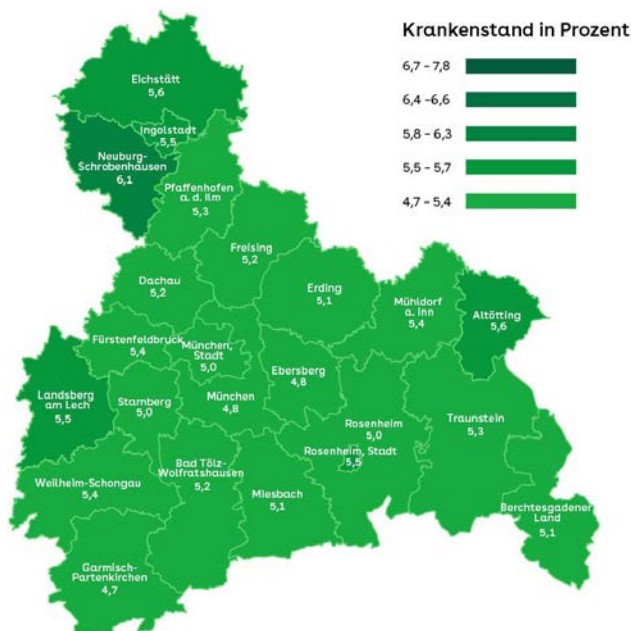 Krankenstand in Prozent
6,7 – 7,8
6,4 –6,6
5,8 – 6,3
5,5 – 5,7
4,7 – 5,4
Eichstätt
5,6
Ingolstadt
5,5
Neuburg-
Schrobenhausen
6,1
Pfaffenhofen
a. d. Ilm
5,3
Freising
5,2
Dachau
5,2
Erding
5,1
Mühldorf
a. Inn
5,4
Altötting
5,6
Fürstenfeldbruck
5,4
München,
Stadt
5,0
Ebersberg
4,8
Landsberg
am Lech
5,5
Starnberg
5,0
München
4,8
Rosenheim
5,0
Rosenheim, Stadt
5,5
Traunstein
5,3
Weilheim-Schongau
5,4
Bad Tölz-
Wolfratshausen
5,2
Miesbach
5,1
Berchtesgadener
Land
5,1
Garmisch-
Partenkirchen
4,7